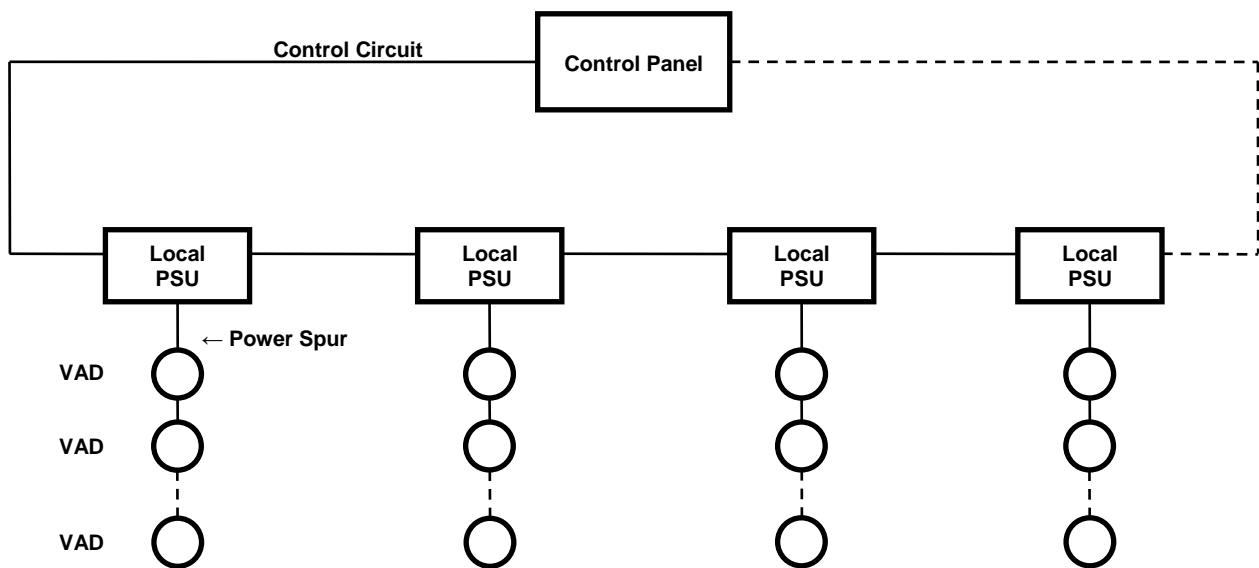 Control Circuit
Control Panel
Local
PSU
Local
PSU
Local
PSU
Local
PSU
← Power Spur
VAD
VAD
VAD